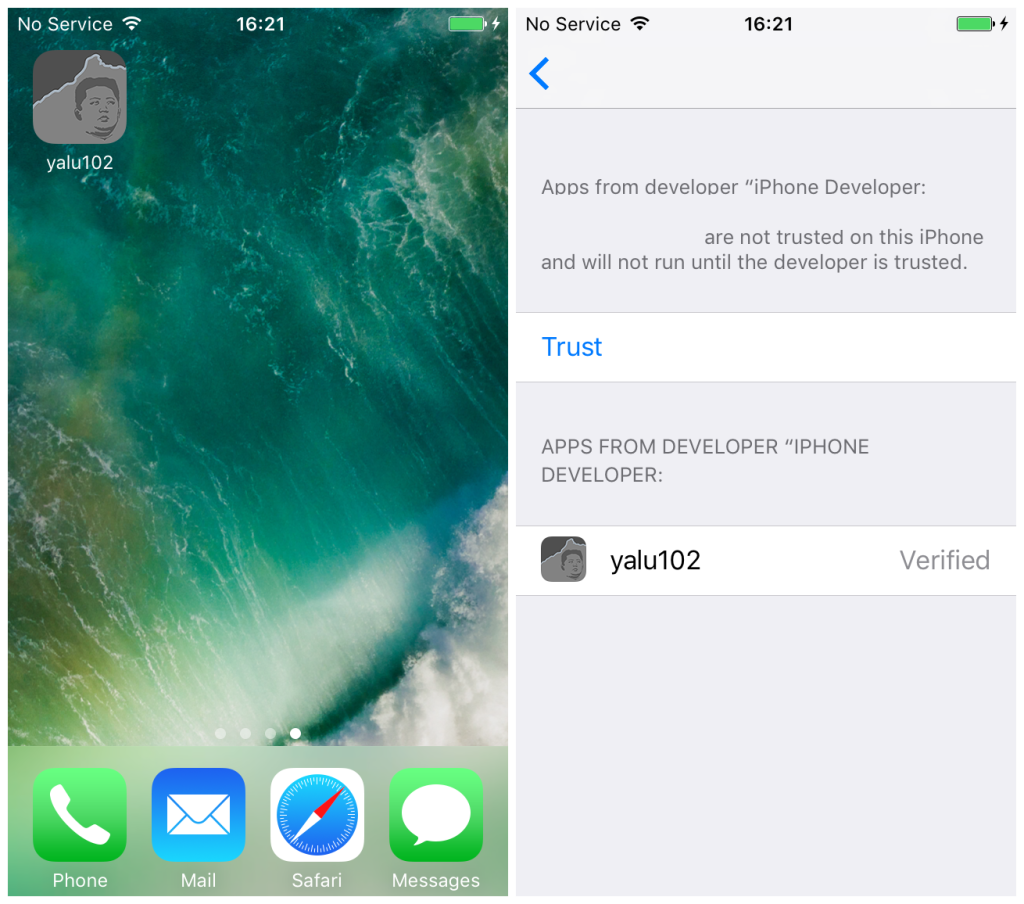 No Service
16:21
yalu102
Phone
Mail
Safari
Messages
No Service
16:21
Apps from developer “iPhone Developer:
are not trusted on this iPhone
and will not run until the developer is trusted.
Trust
APPS FROM DEVELOPER “IPHONE
DEVELOPER:
yalu102
Verified